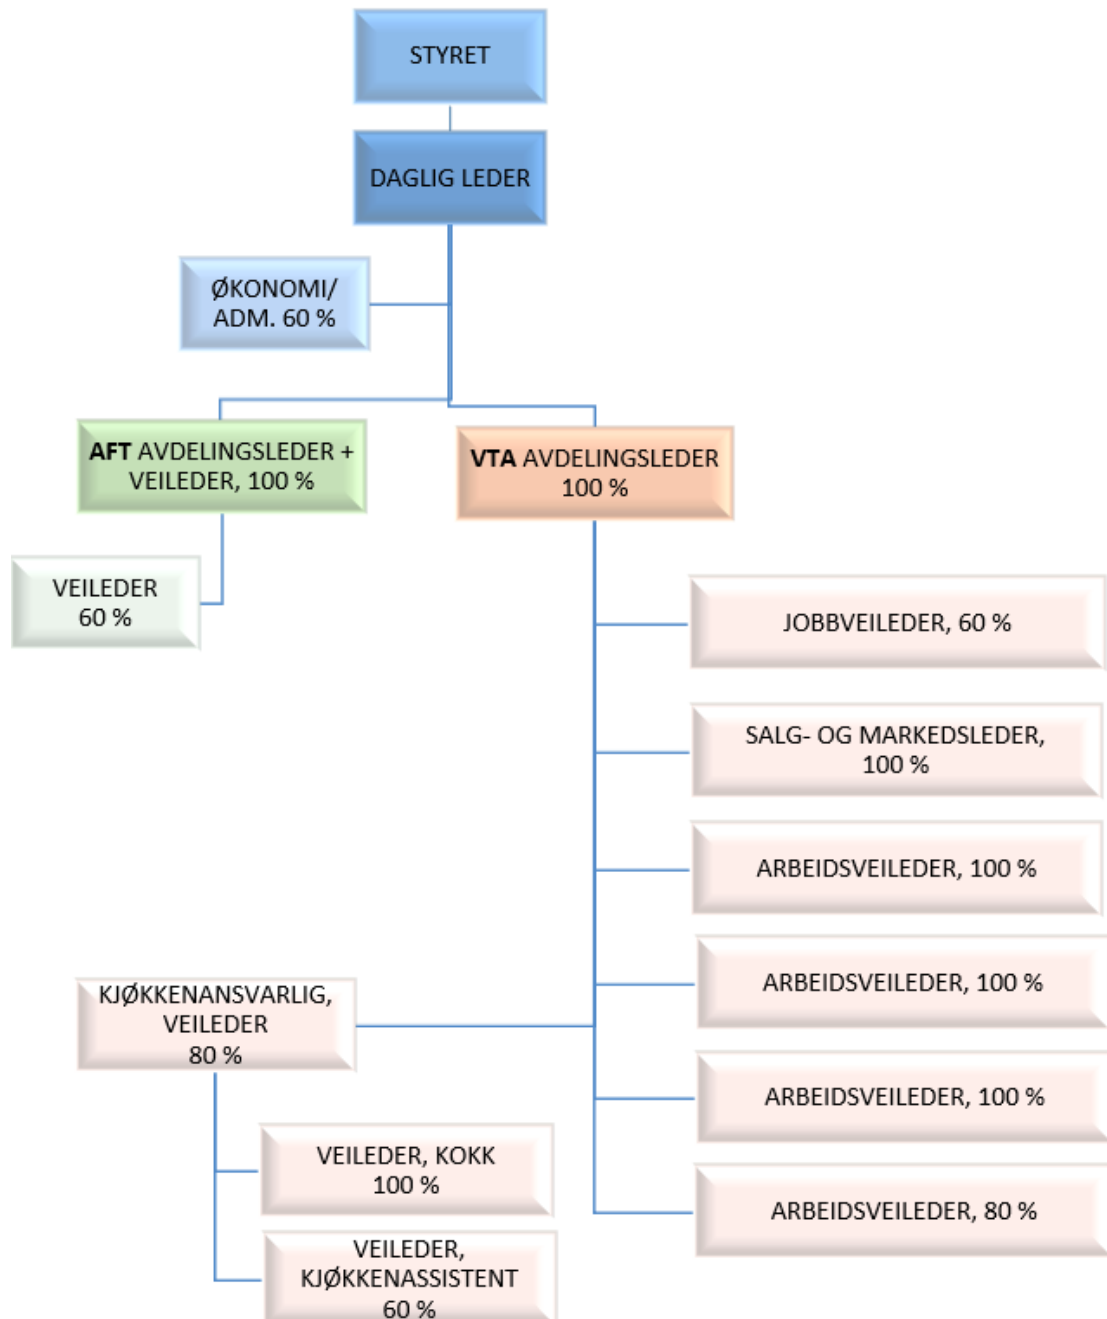 STYRET
DAGLIG LEDER
ØKONOMI/
ADM. 60 %
AFT AVDELINGSLEDER +
VEILEDER, 100 %
VTA AVDELINGSLEDER
100 %
VEILEDER
60 %
JOBBVEILEDER, 60 %
SALG- OG MARKEDSLEDER,
100 %
ARBEIDSVEILEDER, 100 %
ARBEIDSVEILEDER, 100 %
KJØKKENANSVARLIG,
VEILEDER
80 %
ARBEIDSVEILEDER, 100 %
VEILEDER, KOKK
100 %
ARBEIDSVEILEDER, 80 %
VEILEDER,
KJØKKENASSISTENT
60 %